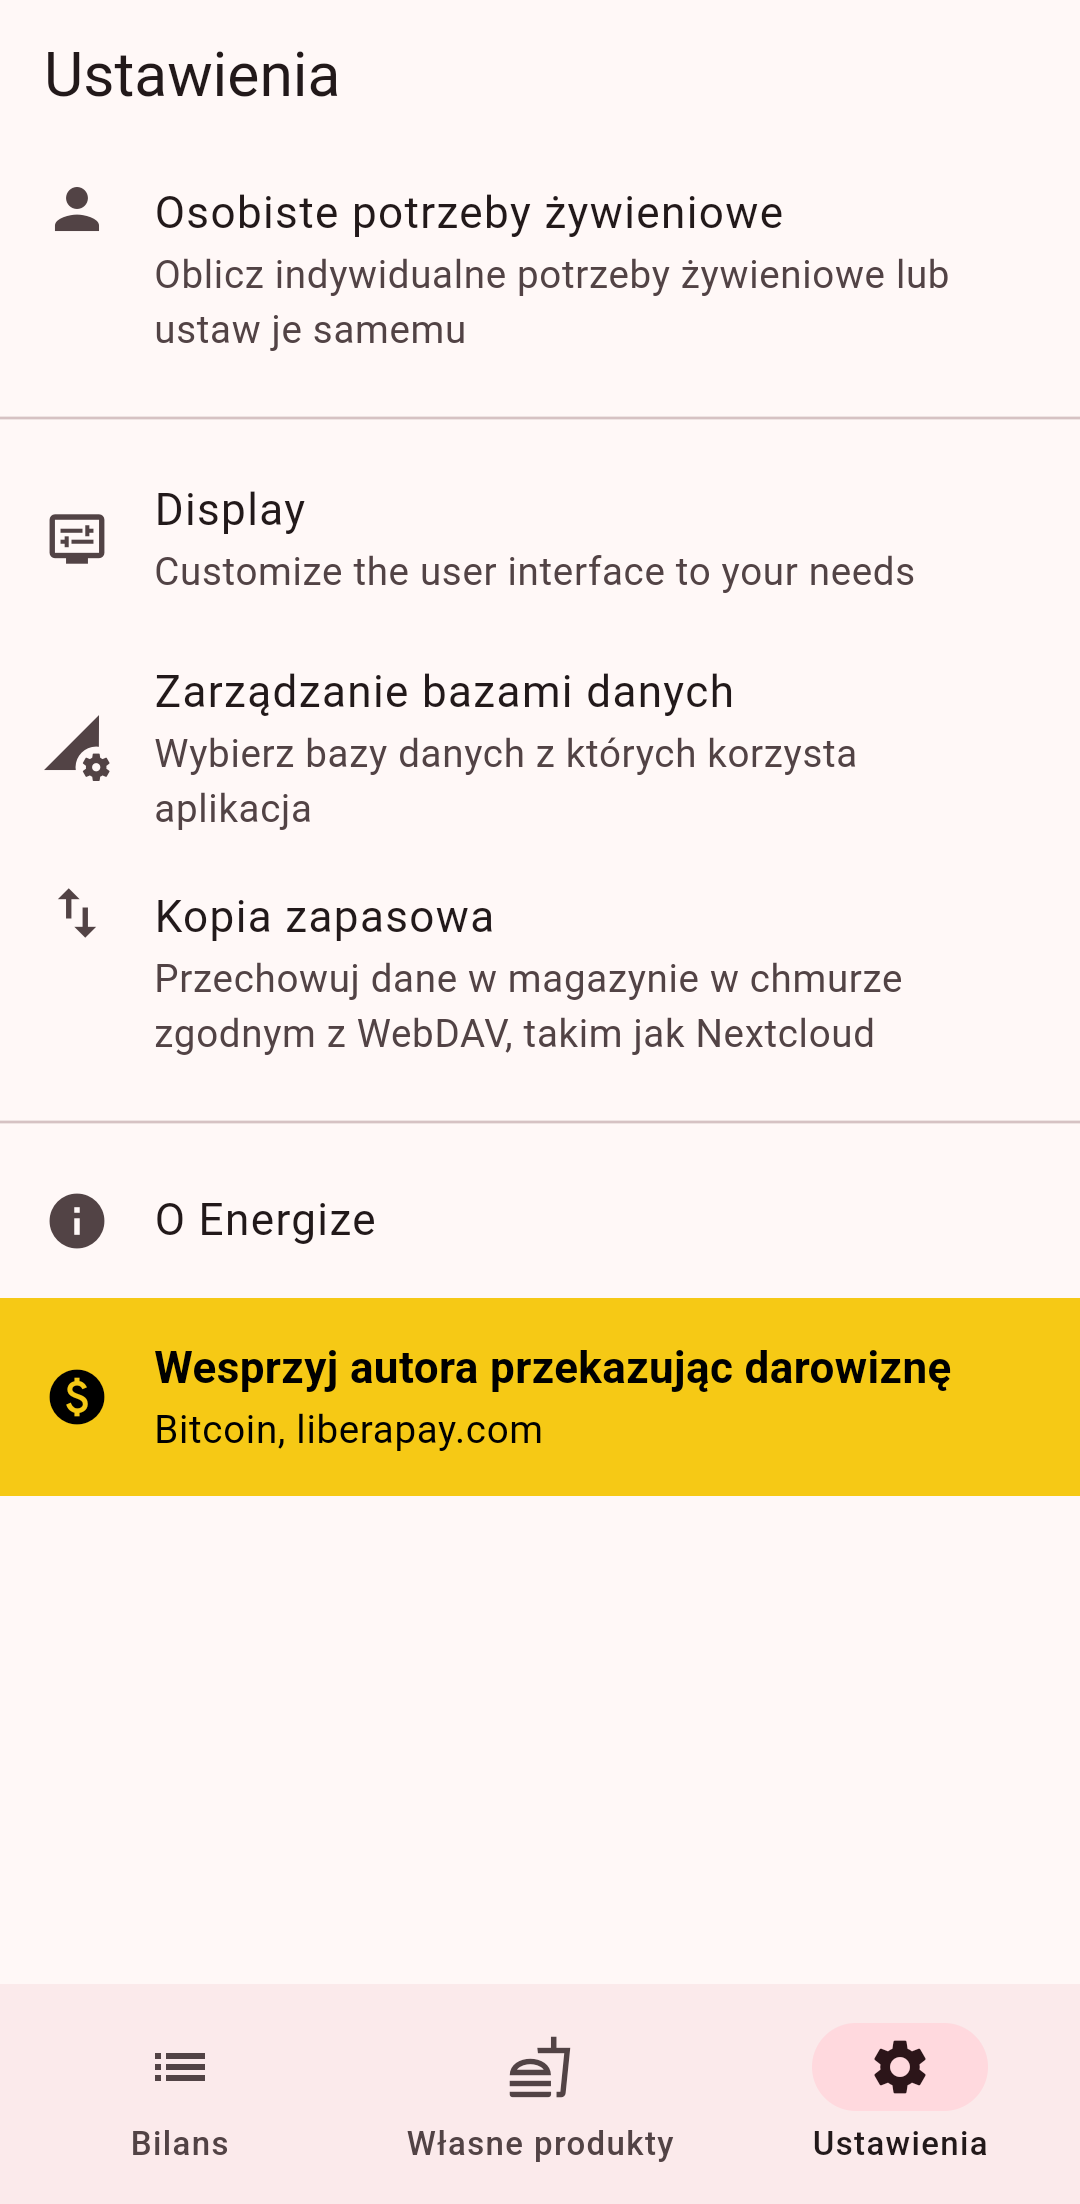 Ustawienia
Osobiste potrzeby żywieniowe
Oblicz indywidualne potrzeby żywieniowe lub
ustaw je samemu
Display
Customize the user interface to your needs
Zarządzanie bazami danych
Wybierz bazy danych z których korzysta
aplikacja
Kopia zapasowa
Przechowuj dane w magazynie w chmurze
zgodnym z WebDAV, takim jak Nextcloud
O Energize
Wesprzyj autora przekazując darowiznę
Bitcoin, liberapay.com
Bilans
Własne produkty
Ustawienia